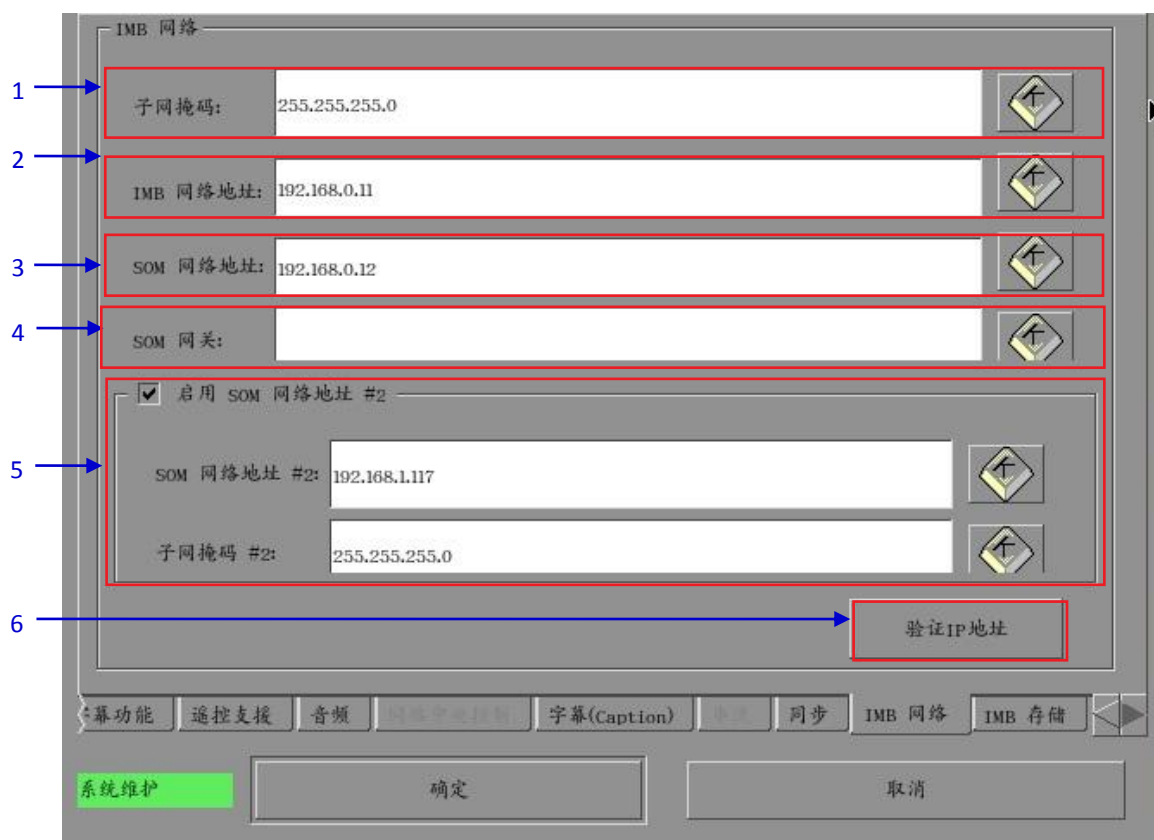 IMB 网络
1
子网掩码:
255.255.255.0
2
IMB 网络地址:
192.168.0.11
3
SOM 网络地址:
192.168.0.12
4
SOM 网关:
启用 SOM 网络地址 #2
5
SOM 网络地址 #2:
192.168.1.117
子网掩码 #2:
255.255.255.0
6
验证IP地址
幕功能 遥控支援 音频 字幕(Caption) 同步 IMB 网络 IMB 存储
系统维护 确定 取消